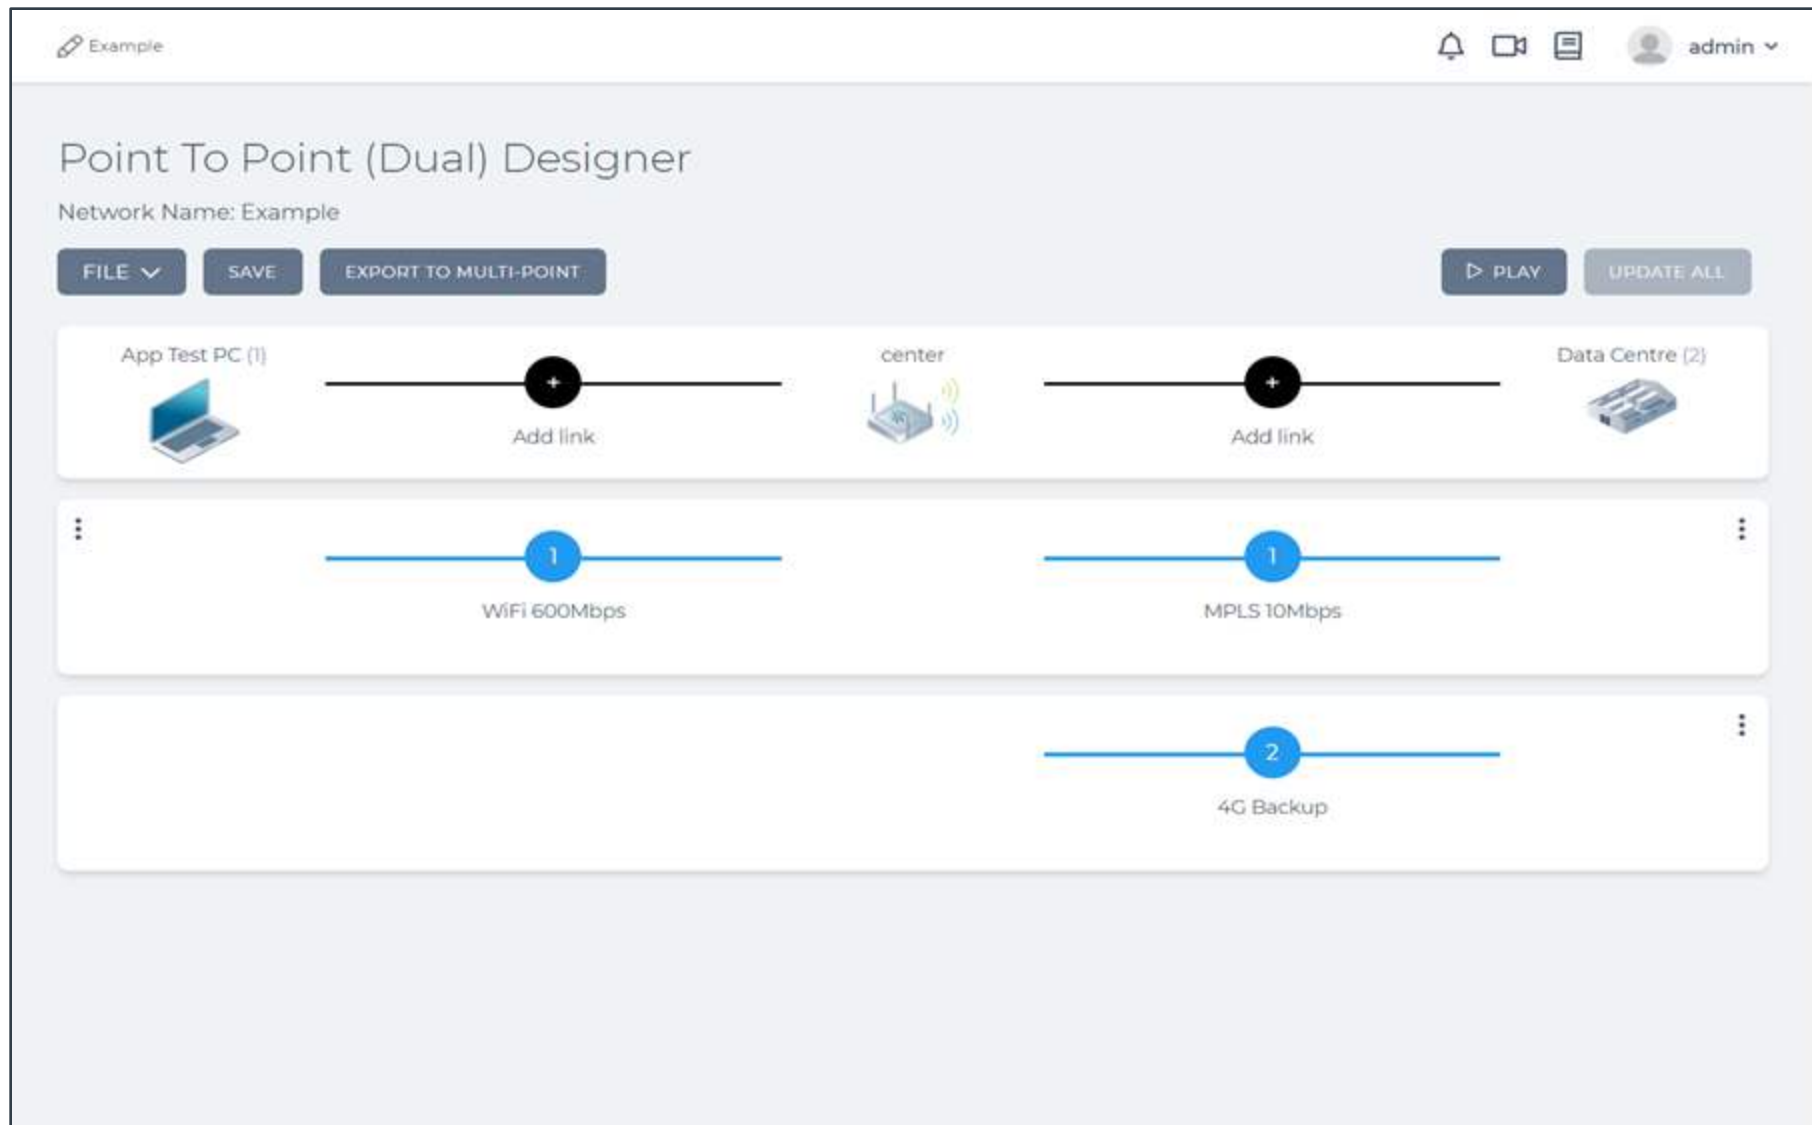 Example
admin
Point To Point (Dual) Designer
Network Name: Example
FILE SAVE EXPORT TO MULTI-POINT PLAY UPDATE ALL
App Test PC (1) center Data Centre (2)
+ +
Add link Add link
1 1
WiFi 600Mbps MPLS 10Mbps
2
4G Backup